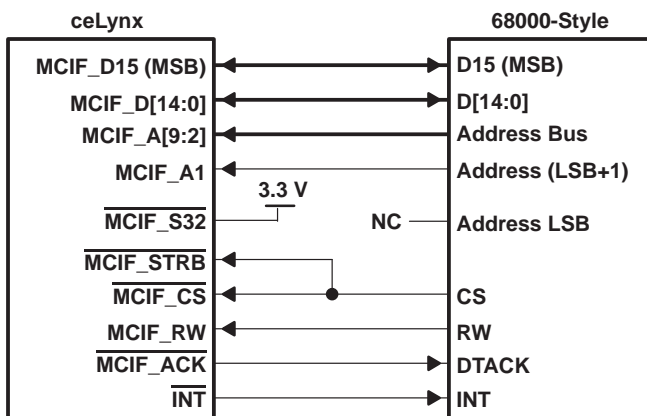 ceLynx 68000-Style
MCIF_D15 (MSB) D15 (MSB)
MCIF_D[14:0] D[14:0]
MCIF_A[9:2] Address Bus
MCIF_A1 Address (LSB+1)
3.3 V
MCIF_S32 NC Address LSB
MCIF_STRB
MCIF_CS CS
MCIF_RW RW
MCIF_ACK DTACK
INT INT